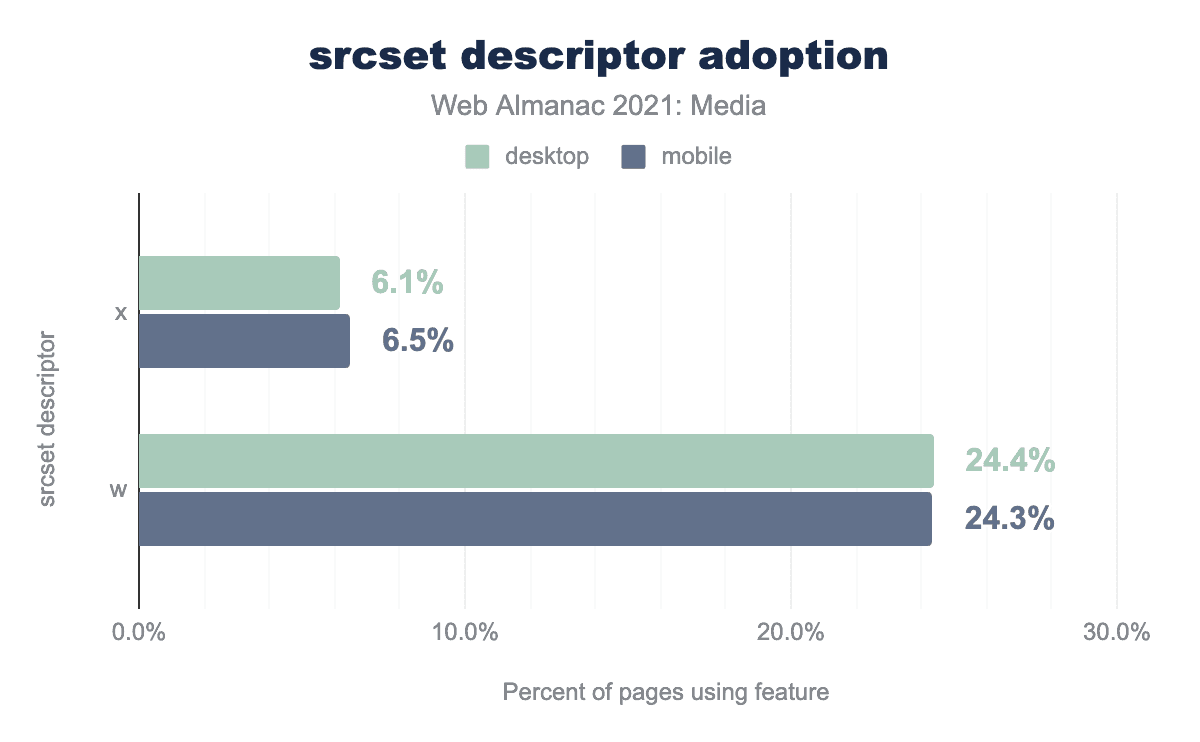 srcset descriptor adoption
Web Almanac 2021: Media
desktop mobile
srcset descriptor
x
6.1%
6.5%
w
24.4%
24.3%
0.0% 10.0% 20.0% 30.0%
Percent of pages using feature